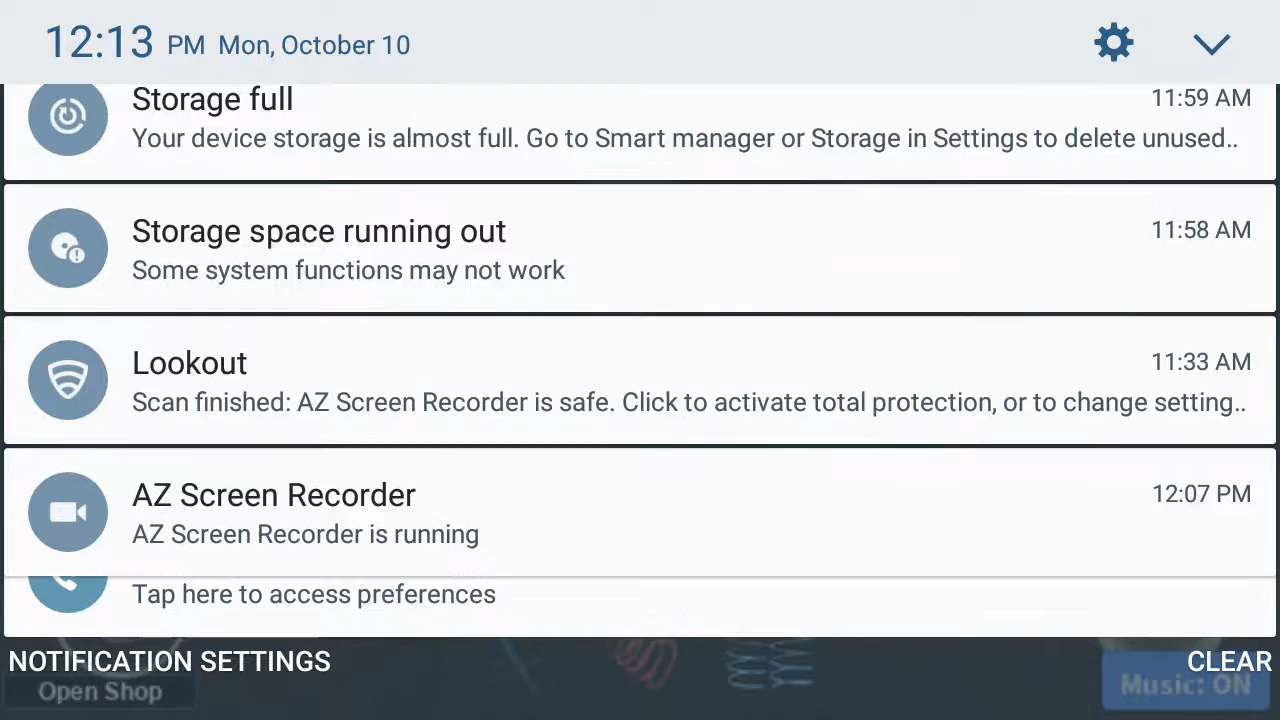 12:13 PM Mon, October 10
Storage full 11:59 AM
Your device storage is almost full. Go to Smart manager or Storage in Settings to delete unused..
Storage space running out 11:58 AM
Some system functions may not work
Lookout 11:33 AM
Scan finished: AZ Screen Recorder is safe. Click to activate total protection, or to change setting..
AZ Screen Recorder 12:07 PM
AZ Screen Recorder is running
Tap here to access preferences
NOTIFICATION SETTINGS CLEAR
Open Shop Music: ON